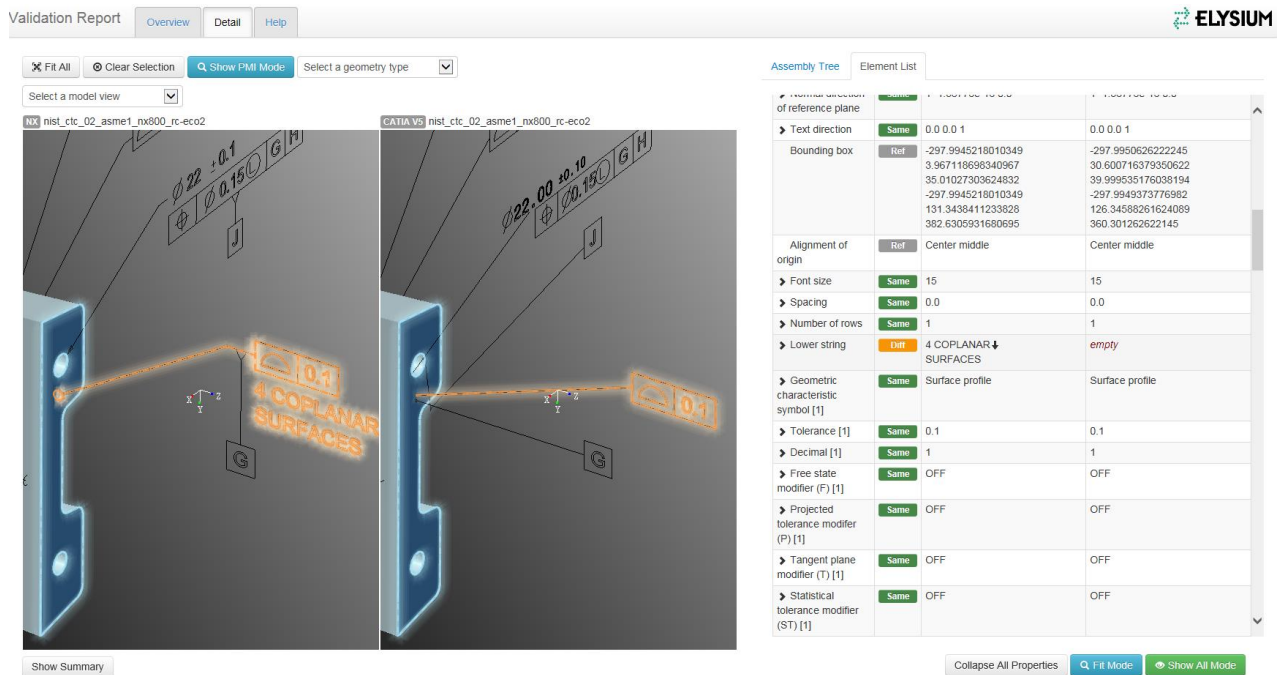 Validation Report
Overview
Detail
Help
ELYSIUM
Fit All
Clear Selection
Show PMI Mode
Select a geometry type
Select a model view
Assembly Tree
Element List
NX nist_ctc_02_asme1_nx800_rc-eco2
CATIA V5 nist_ctc_02_asme1_nx800_rc-eco2
Ø 22 ±0.1
Ø 0.15 Ⓛ G H
J
0.1
4 COPLANAR
SURFACES
G
X Z
Y
Ø22.00 ±0.10
Ø0.15Ⓛ G H
J
0.1
G
X Z
Y
of reference plane
Text direction Same 0.0 0.0 1 0.0 0.0 1
Bounding box Ref -297.9945218010349 -297.9950626222245
3.967118698340967 30.600716379350622
35.01027303624832 39.999535176038194
-297.9945218010349 -297.9949373776982
131.3438411233828 126.34588261624089
382.6305931680695 360.301262622145
Alignment of Ref Center middle Center middle
origin
Font size Same 15 15
Spacing Same 0.0 0.0
Number of rows Same 1 1
Lower string Diff 4 COPLANAR↓ empty
SURFACES
Geometric Same Surface profile Surface profile
characteristic
symbol [1]
Tolerance [1] Same 0.1 0.1
Decimal [1] Same 1 1
Free state Same OFF OFF
modifier (F) [1]
Projected Same OFF OFF
tolerance modifer
(P) [1]
Tangent plane Same OFF OFF
modifier (T) [1]
Statistical Same OFF OFF
tolerance modifier
(ST) [1]
Show Summary
Collapse All Properties
Fit Mode
Show All Mode